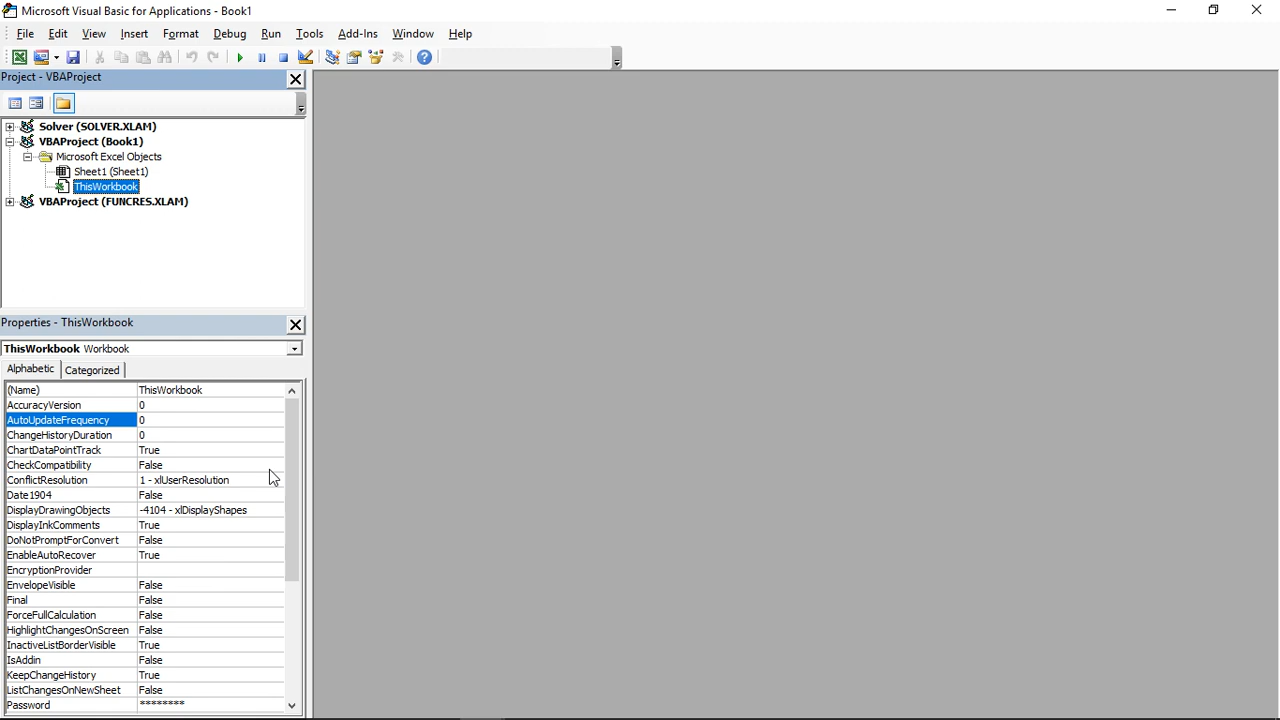 Microsoft Visual Basic for Applications - Book1
File Edit View Insert Format Debug Run Tools Add-Ins Window Help
Project - VBAProject
Solver (SOLVER.XLAM)
VBAProject (Book1)
Microsoft Excel Objects
Sheet1 (Sheet1)
ThisWorkbook
VBAProject (FUNCRES.XLAM)
Properties - ThisWorkbook
ThisWorkbook Workbook
Alphabetic Categorized
(Name) ThisWorkbook
AccuracyVersion 0
AutoUpdateFrequency 0
ChangeHistoryDuration 0
ChartDataPointTrack True
CheckCompatibility False
ConflictResolution 1 - xlUserResolution
Date1904 False
DisplayDrawingObjects -4104 - xlDisplayShapes
DisplayInkComments True
DoNotPromptForConvert False
EnableAutoRecover True
EncryptionProvider
EnvelopeVisible False
Final False
ForceFullCalculation False
HighlightChangesOnScreen False
InactiveListBorderVisible True
IsAddin False
KeepChangeHistory True
ListChangesOnNewSheet False
Password ********